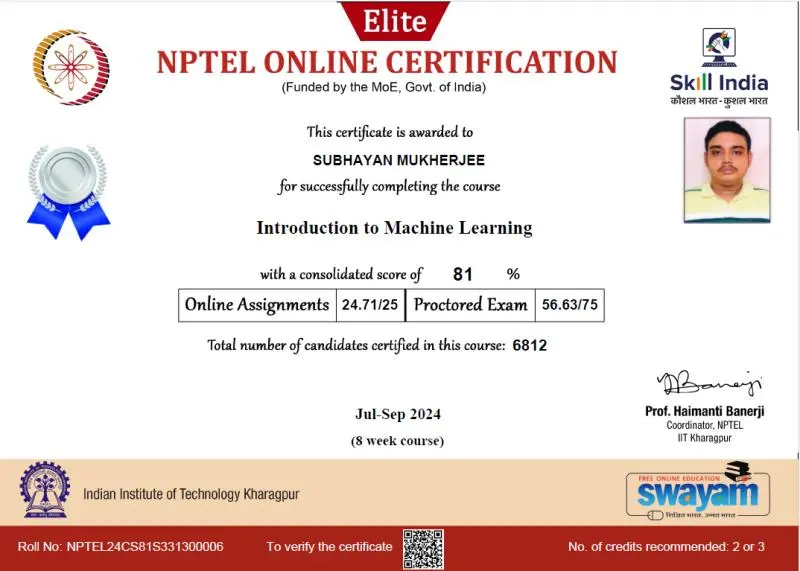 Elite
NPTEL ONLINE CERTIFICATION
(Funded by the MoE, Govt. of India)
Skill India
कौशल भारत - कुशल भारत
This certificate is awarded to
SUBHAYAN MUKHERJEE
for successfully completing the course
Introduction to Machine Learning
with a consolidated score of 81 %
Online Assignments 24.71/25 Proctored Exam 56.63/75
Total number of candidates certified in this course: 6812
Jul-Sep 2024
(8 week course)
Prof. Haimanti Banerji
Coordinator, NPTEL
IIT Kharagpur
Indian Institute of Technology Kharagpur
FREE ONLINE EDUCATION
swayam
शिक्षित भारत, उन्नत भारत
Roll No: NPTEL24CS81S331300006 To verify the certificate No. of credits recommended: 2 or 3